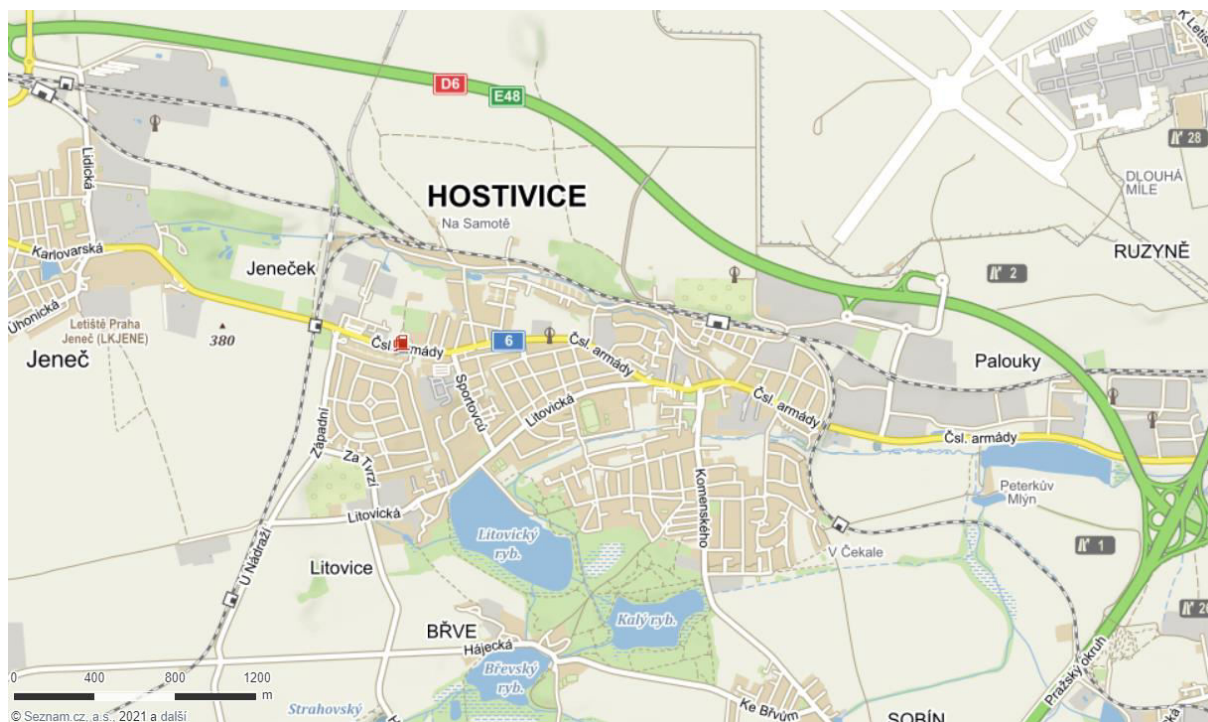 D6
E48
K Letiš
28
Lidická
DLOUHÁ
MÍLE
HOSTIVICE
Na Samotě
Karlovarská
RUZYNĚ
Jeneček
2
Úhonická
Letiště Praha
Jeneč (LKJENE)
380
Jeneč
Čsl. armády
6
Čsl. armády
Palouky
Sportovců
Litovická
Čsl. armády
Čsl. armády
Západní
Za Tvrzí
Komenského
Peterkův
Mlýn
Litovická
Litovický
ryb.
V Čekale
1
U Nádraží
Litovice
Kalý ryb.
26
BŘVE
Hájecká
Břevský
ryb.
Pražský okruh
0 400 800 1200
m
Strahovský
Ke Břvům
SOBÍN
© Seznam.cz, a.s., 2021 a další